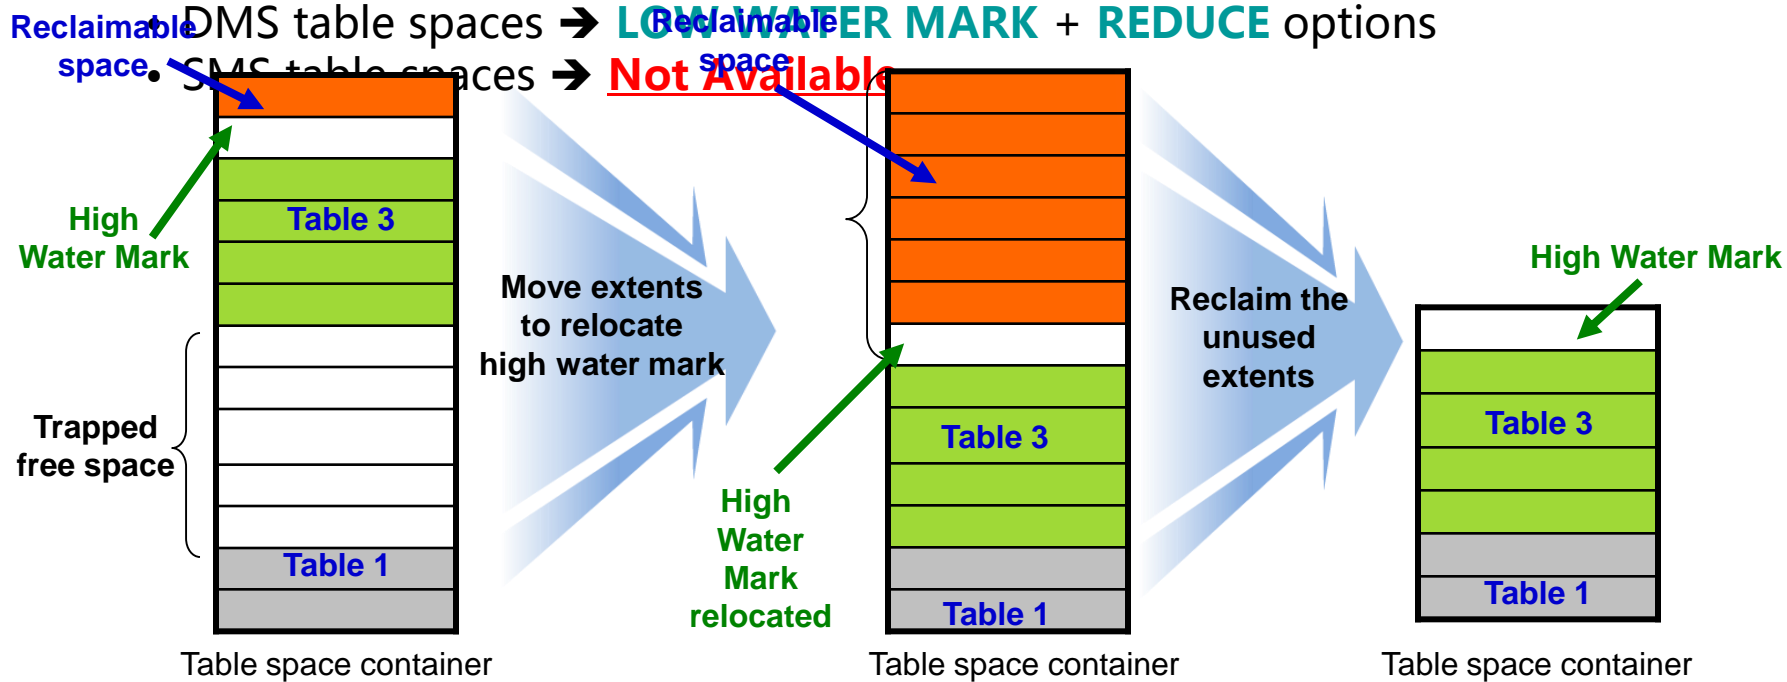 • DMS table spaces ➔ LOW WATER MARK + REDUCE options
• SMS table spaces ➔ Not Available
Reclaimable
space
Reclaimable
space
High
Water Mark
Table 3
Trapped
free space
Table 1
Table space container
Move extents
to relocate
high water mark
Table 3
High
Water
Mark
relocated
Table 1
Table space container
Reclaim the
unused
extents
High Water Mark
Table 3
Table 1
Table space container